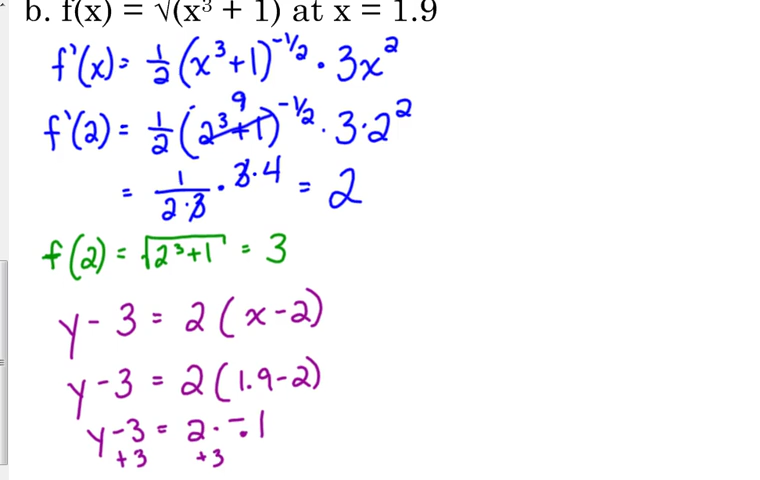 b. f(x) = √(x³ + 1) at x = 1.9
f'(x) = 1/2 (x³+1)^-1/2 · 3x²
f'(2) = 1/2 (2³+1)^-1/2 · 3·2²
9
= 1/(2·3) · 3·4 = 2
f(2) = √(2³+1) = 3
y - 3 = 2(x-2)
y - 3 = 2(1.9-2)
y - 3 = 2 · -.1
+3 +3